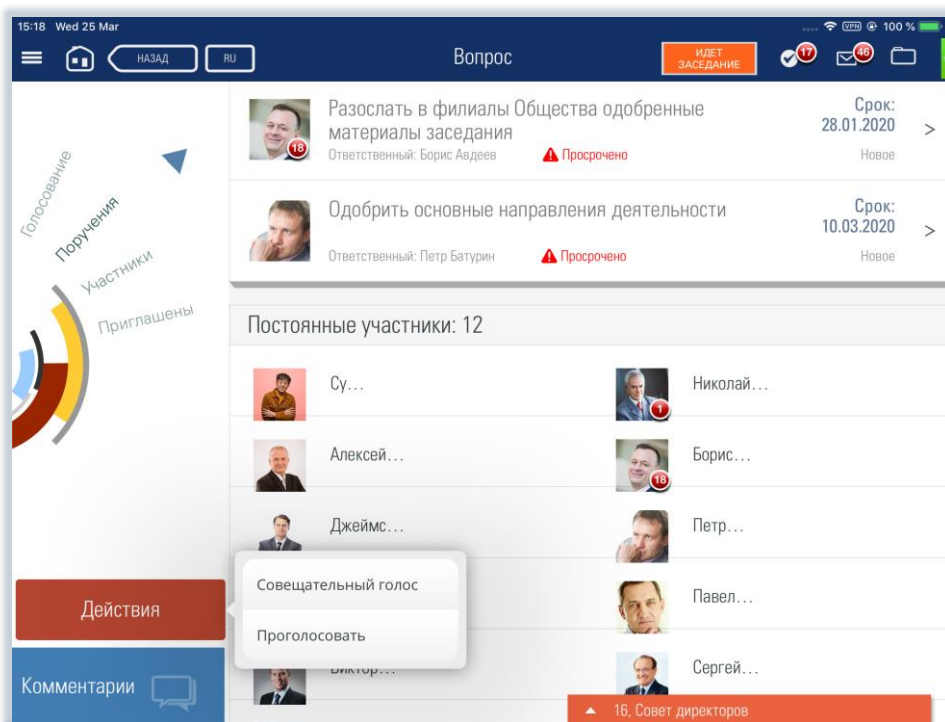 15:18 Wed 25 Mar
.... VPN 100 %
НАЗАД
RU
Вопрос
ИДЕТ
ЗАСЕДАНИЕ
17
46
Голосование
Поручения
Участники
Приглашены
Разослать в филиалы Общества одобренные
материалы заседания
18
Ответственный: Борис Авдеев
Просрочено
Срок:
28.01.2020
>
Новое
Одобрить основные направления деятельности
Ответственный: Петр Батурин
Просрочено
Срок:
10.03.2020
>
Новое
Постоянные участники: 12
Су...
Николай...
1
Алексей...
Борис...
18
Джеймс...
Петр...
Павел...
Виктор...
Сергей...
Действия
Совещательный голос
Проголосовать
Комментарии
16, Совет директоров